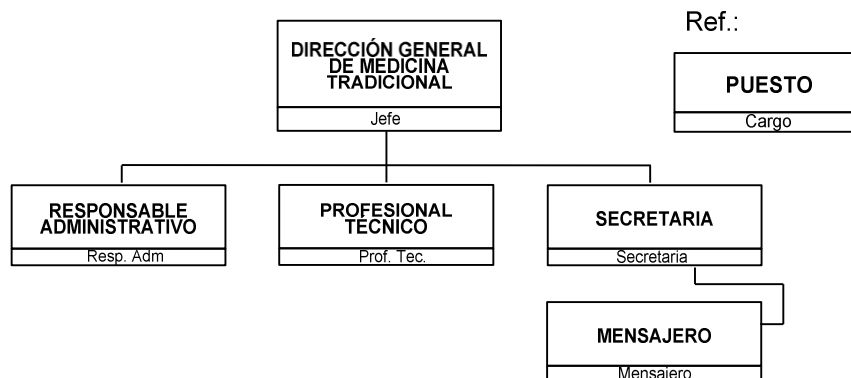 Ref.:
DIRECCIÓN GENERAL
DE MEDICINA
TRADICIONAL
Jefe
PUESTO
Cargo
RESPONSABLE
ADMINISTRATIVO
Resp. Adm
PROFESIONAL
TÉCNICO
Prof. Tec.
SECRETARIA
Secretaria
MENSAJERO
Mensajero